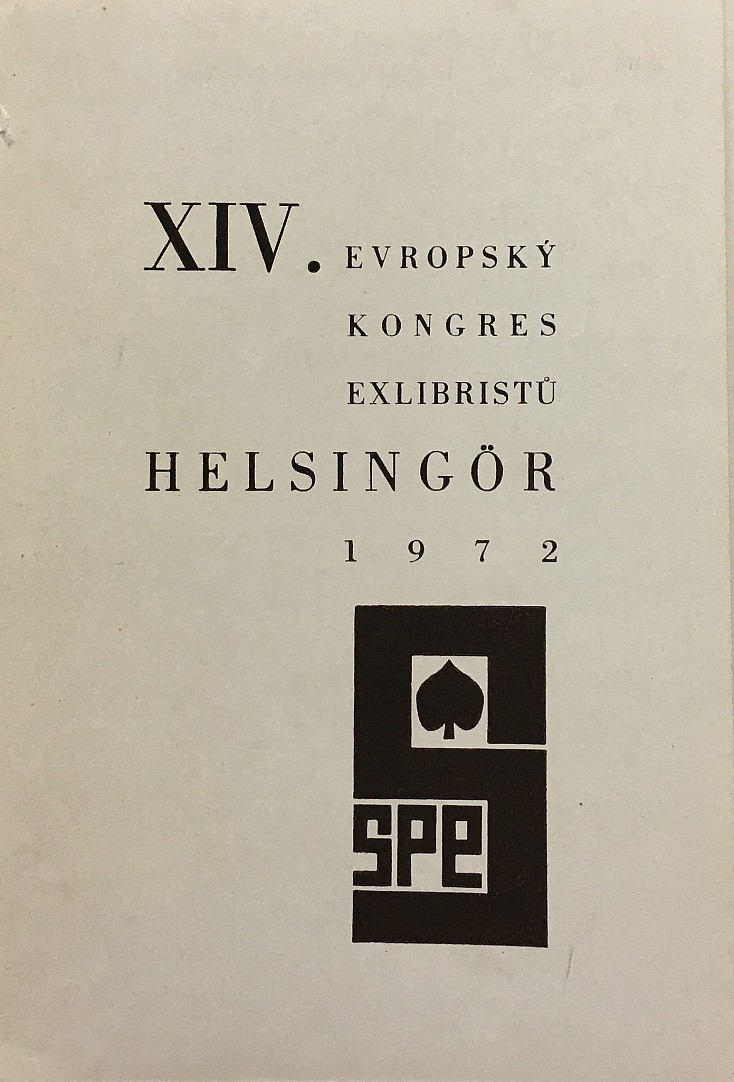 XIV. EVROPSKÝ
KONGRES
EXLIBRISTŮ
HELSINGÖR
1972
SPE